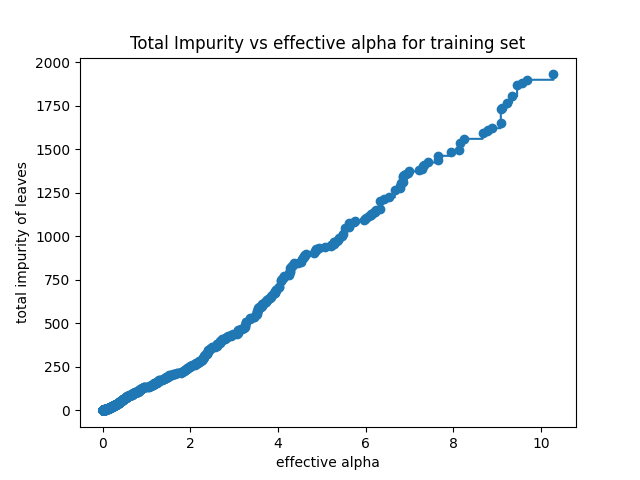 Total Impurity vs effective alpha for training set
2000
1750
1500
1250
1000
750
500
250
0
total impurity of leaves
0 2 4 6 8 10
effective alpha